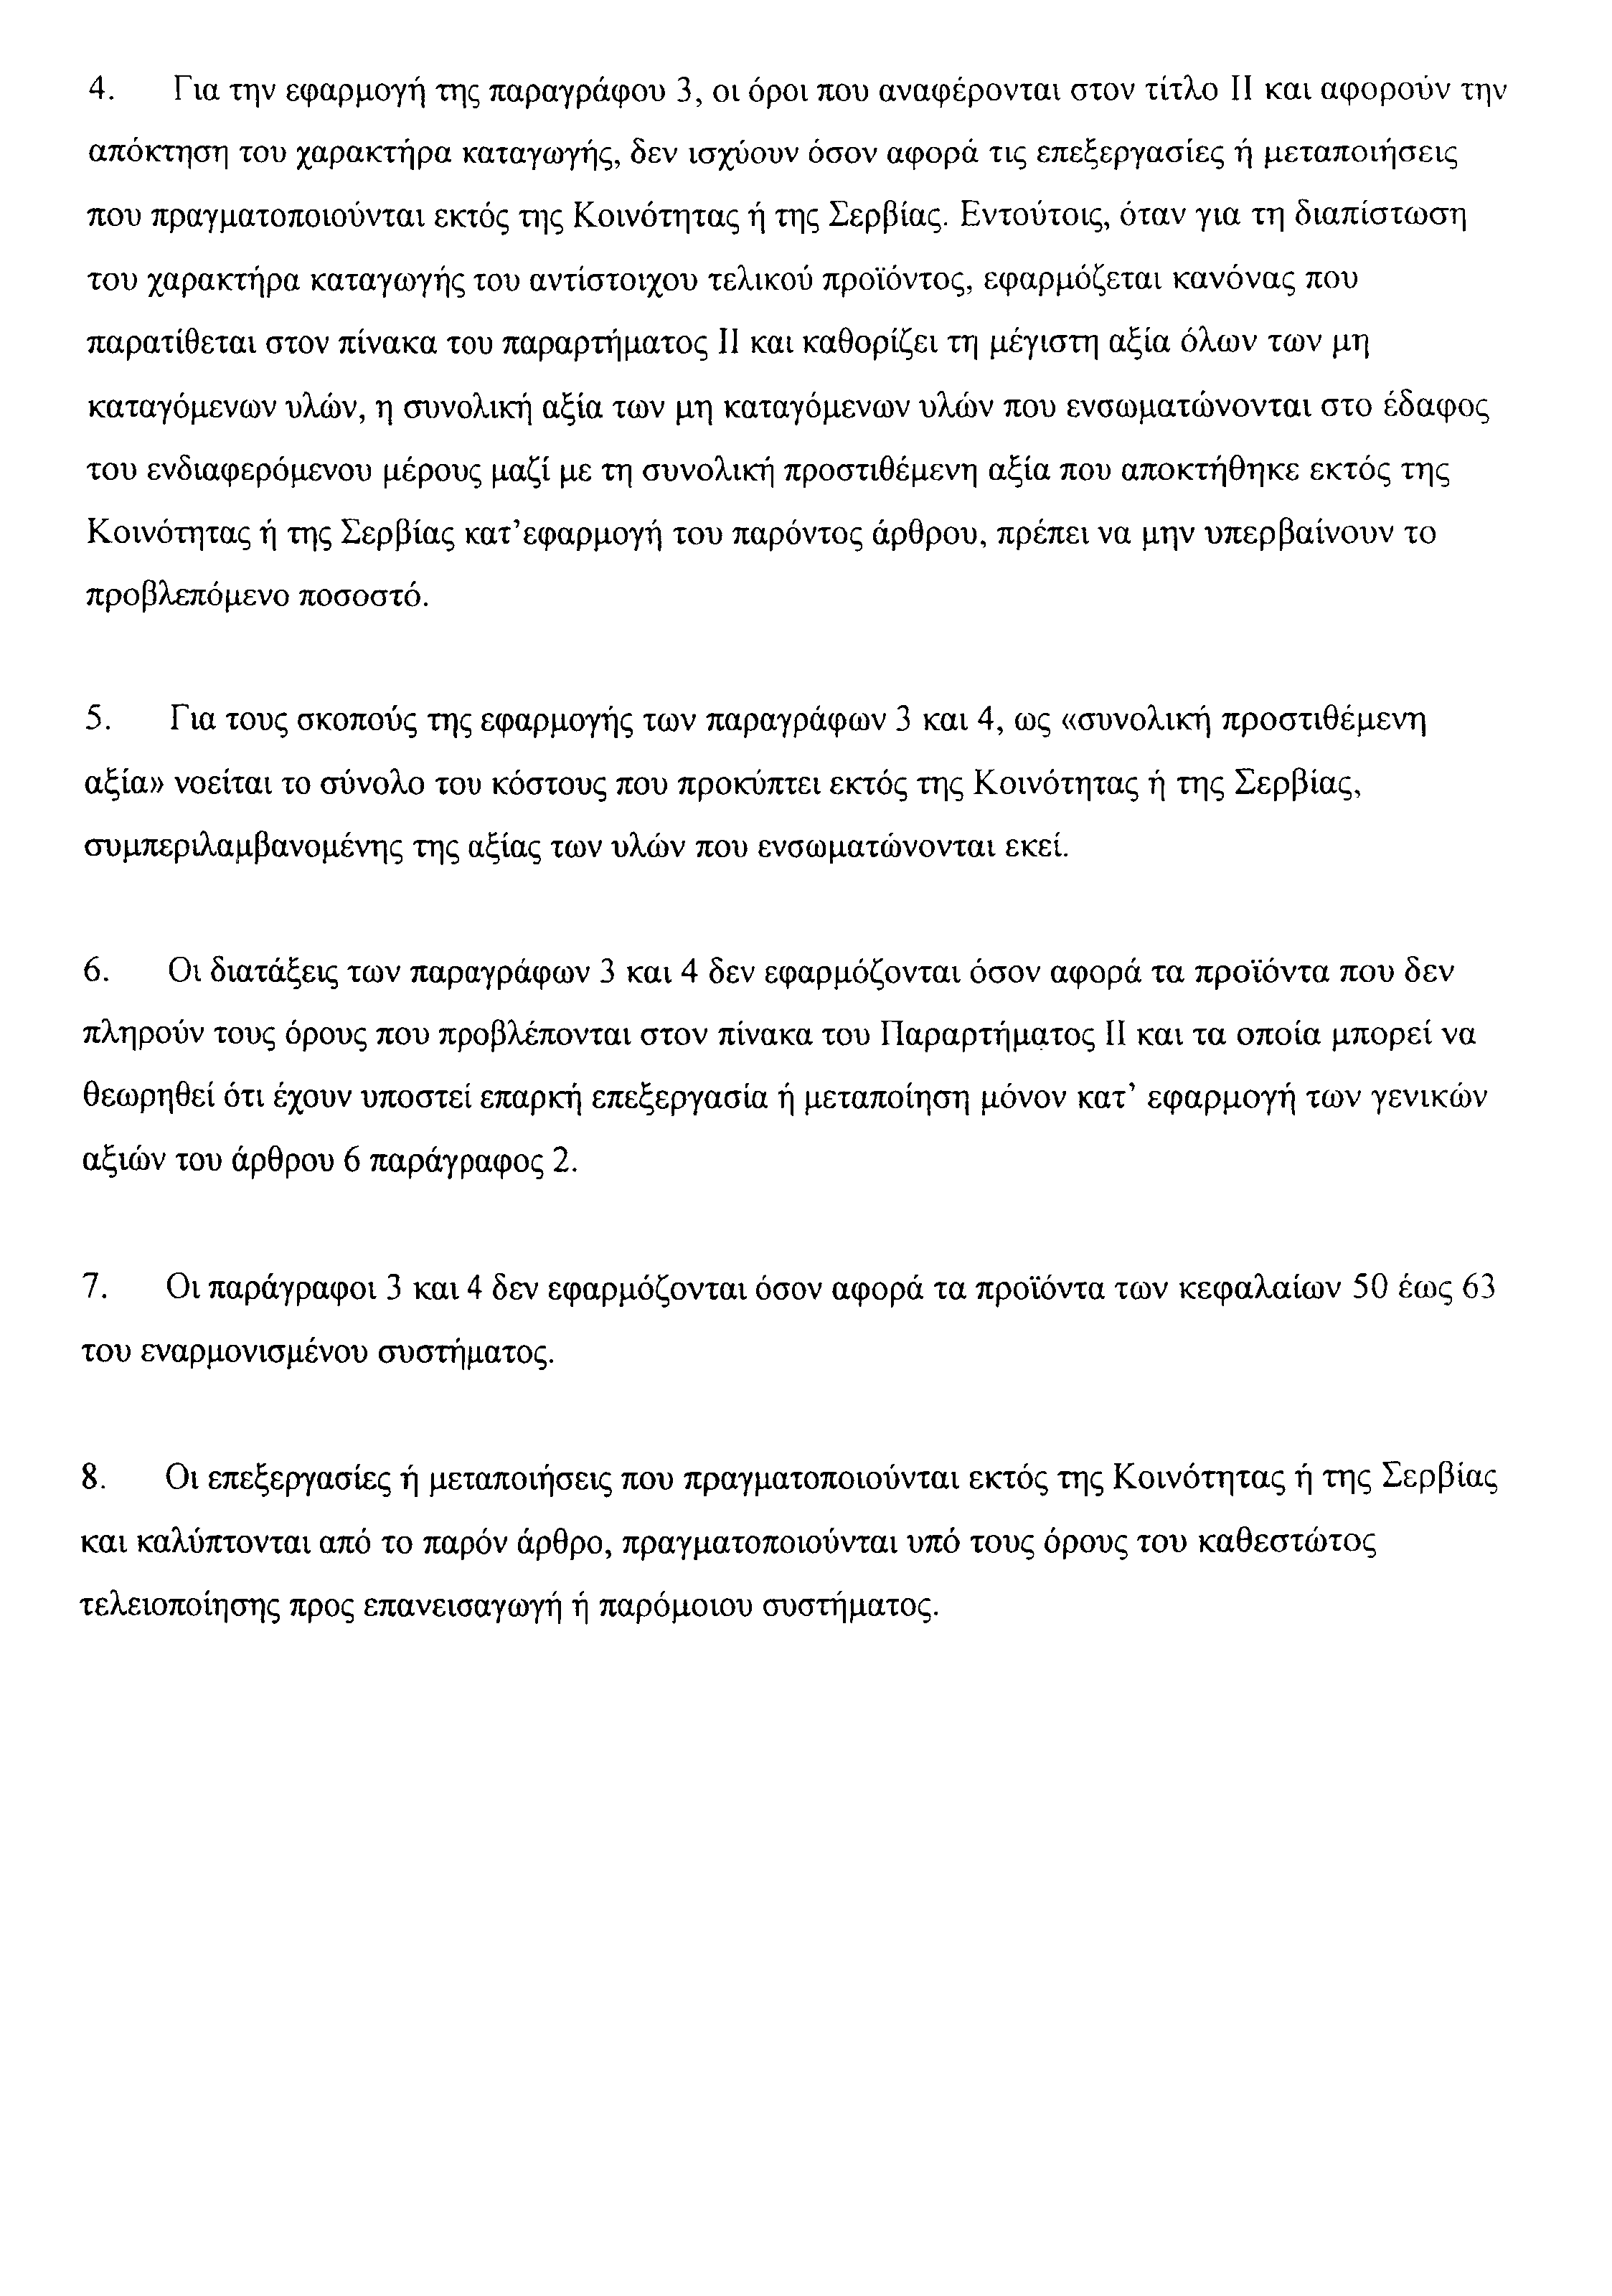 4. Για την εφαρμογή της παραγράφου 3, οι όροι που αναφέρονται στον τίτλο ΙΙ και αφορούν την
απόκτηση του χαρακτήρα καταγωγής, δεν ισχύουν όσον αφορά τις επεξεργασίες ή μεταποιήσεις
που πραγματοποιούνται εκτός της Κοινότητας ή της Σερβίας. Εντούτοις, όταν για τη διαπίστωση
του χαρακτήρα καταγωγής του αντίστοιχου τελικού προϊόντος, εφαρμόζεται κανόνας που
παρατίθεται στον πίνακα του παραρτήματος ΙΙ και καθορίζει τη μέγιστη αξία όλων των μη
καταγόμενων υλών, η συνολική αξία των μη καταγόμενων υλών που ενσωματώνονται στο έδαφος
του ενδιαφερόμενου μέρους μαζί με τη συνολική προστιθέμενη αξία που αποκτήθηκε εκτός της
Κοινότητας ή της Σερβίας κατ’εφαρμογή του παρόντος άρθρου, πρέπει να μην υπερβαίνουν το
προβλεπόμενο ποσοστό.
5. Για τους σκοπούς της εφαρμογής των παραγράφων 3 και 4, ως «συνολική προστιθέμενη
αξία» νοείται το σύνολο του κόστους που προκύπτει εκτός της Κοινότητας ή της Σερβίας,
συμπεριλαμβανομένης της αξίας των υλών που ενσωματώνονται εκεί.
6. Οι διατάξεις των παραγράφων 3 και 4 δεν εφαρμόζονται όσον αφορά τα προϊόντα που δεν
πληρούν τους όρους που προβλέπονται στον πίνακα του Παραρτήματος ΙΙ και τα οποία μπορεί να
θεωρηθεί ότι έχουν υποστεί επαρκή επεξεργασία ή μεταποίηση μόνον κατ’ εφαρμογή των γενικών
αξιών του άρθρου 6 παράγραφος 2.
7. Οι παράγραφοι 3 και 4 δεν εφαρμόζονται όσον αφορά τα προϊόντα των κεφαλαίων 50 έως 63
του εναρμονισμένου συστήματος.
8. Οι επεξεργασίες ή μεταποιήσεις που πραγματοποιούνται εκτός της Κοινότητας ή της Σερβίας
και καλύπτονται από το παρόν άρθρο, πραγματοποιούνται υπό τους όρους του καθεστώτος
τελειοποίησης προς επανεισαγωγή ή παρόμοιου συστήματος.